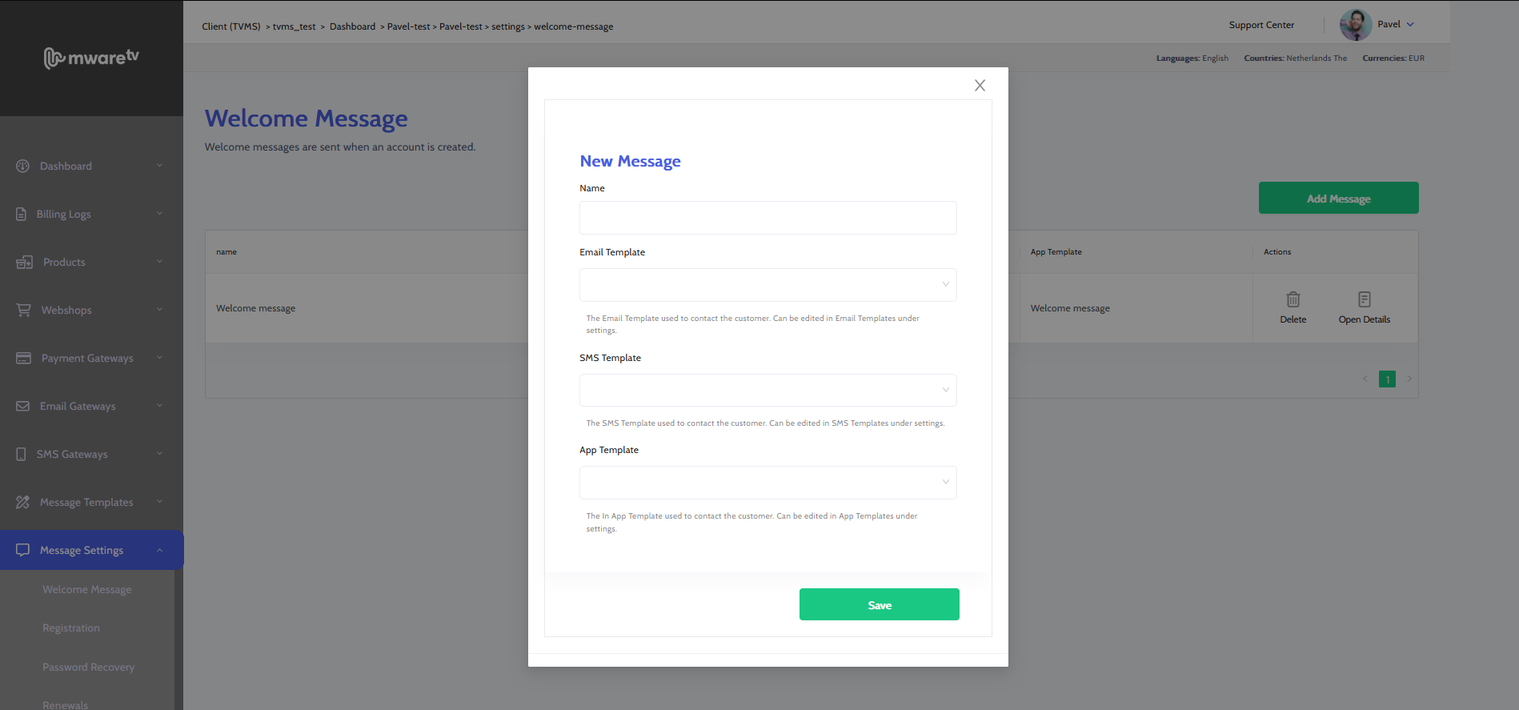 mwaretv
Client (TVMS) > tvms_test > Dashboard > Pavel-test > Pavel-test > settings > welcome-message
Support Center
Pavel
Languages: English Countries: Netherlands The Currencies: EUR
Dashboard
Billing Logs
Products
Webshops
Payment Gateways
Email Gateways
SMS Gateways
Message Templates
Message Settings
Welcome Message
Registration
Password Recovery
Renewals
Welcome Message
Welcome messages are sent when an account is created.
Add Message
name
App Template
Actions
Welcome message
Welcome message
Delete
Open Details
1
New Message
Name
Email Template
The Email Template used to contact the customer. Can be edited in Email Templates under
settings.
SMS Template
The SMS Template used to contact the customer. Can be edited in SMS Templates under settings.
App Template
The In App Template used to contact the customer. Can be edited in App Templates under
settings.
Save